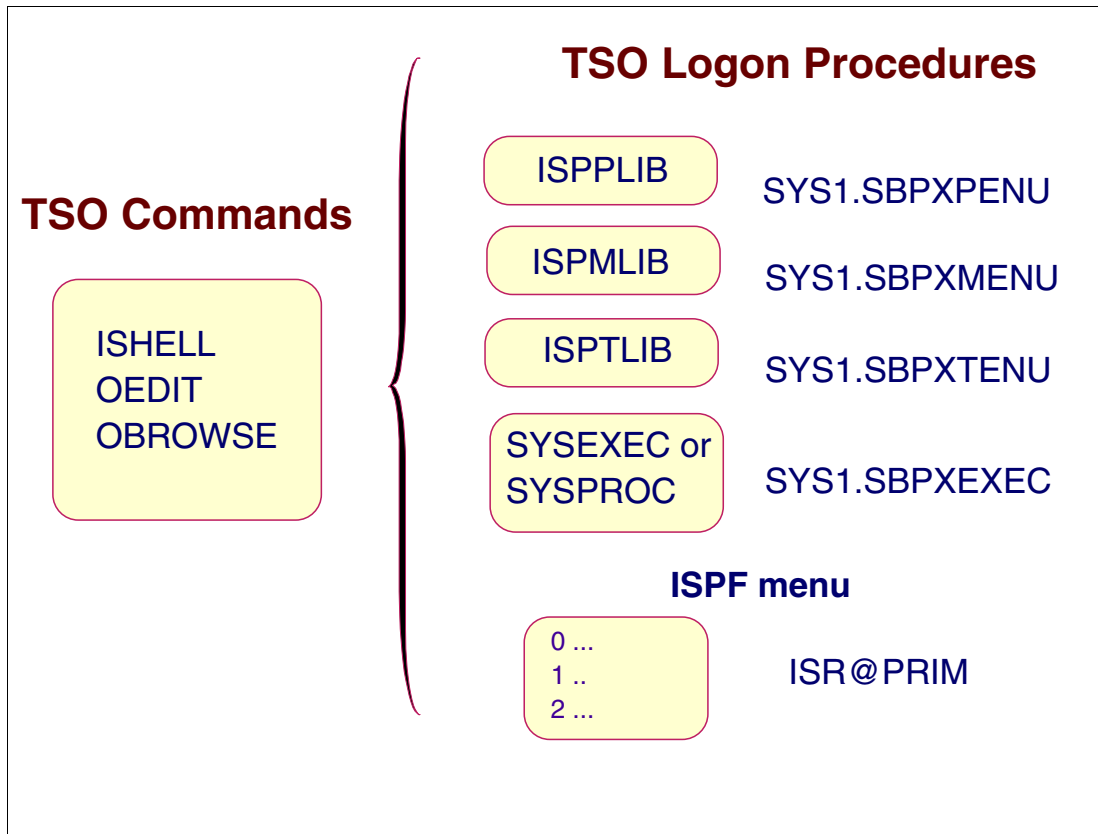 TSO Logon Procedures
TSO Commands
ISHELL
OEDIT
OBROWSE
ISPPLIB
SYS1.SBPXPENU
ISPMLIB
SYS1.SBPXMENU
ISPTLIB
SYS1.SBPXTENU
SYSEXEC or
SYSPROC
SYS1.SBPXEXEC
ISPF menu
0 ...
1 ..
2 ...
ISR@PRIM